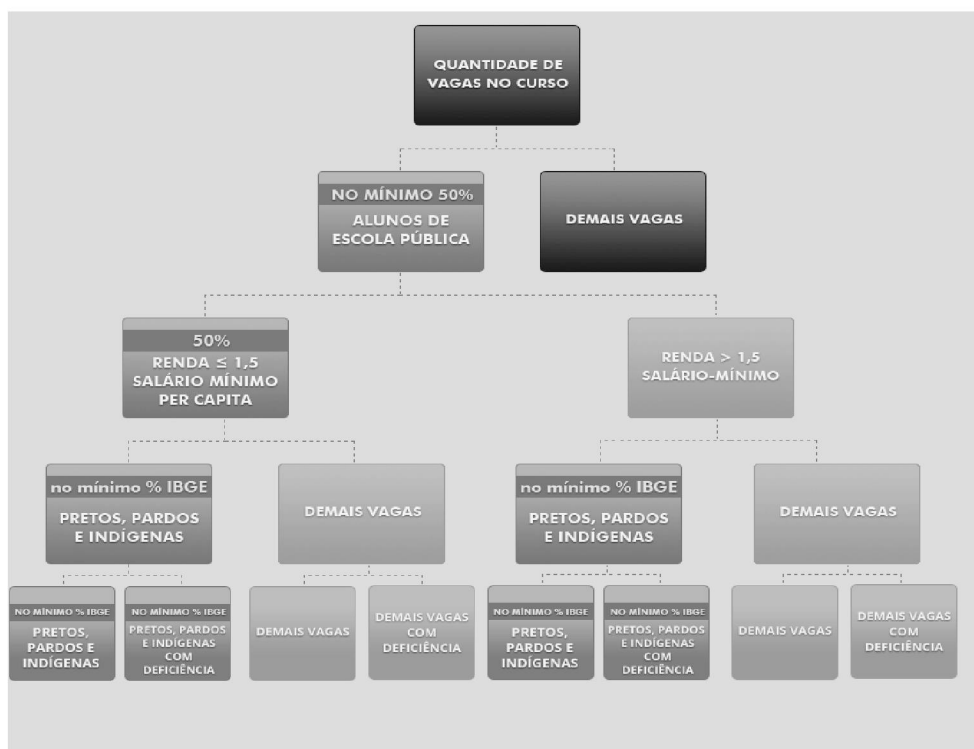 QUANTIDADE DE
VAGAS NO CURSO
NO MÍNIMO 50%
ALUNOS DE
ESCOLA PÚBLICA
DEMAIS VAGAS
50%
RENDA ≤ 1,5
SALÁRIO MÍNIMO
PER CAPITA
RENDA > 1,5
SALÁRIO-MÍNIMO
no mínimo % IBGE
PRETOS, PARDOS
E INDÍGENAS
DEMAIS VAGAS
no mínimo % IBGE
PRETOS, PARDOS
E INDÍGENAS
DEMAIS VAGAS
NO MÍNIMO % IBGE
PRETOS,
PARDOS E
INDÍGENAS
NO MÍNIMO % IBGE
PRETOS, PARDOS
E INDÍGENAS
COM
DEFICIÊNCIA
DEMAIS VAGAS
DEMAIS VAGAS
COM
DEFICIÊNCIA
NO MÍNIMO % IBGE
PRETOS,
PARDOS E
INDÍGENAS
NO MÍNIMO % IBGE
PRETOS, PARDOS
E INDÍGENAS
COM
DEFICIÊNCIA
DEMAIS VAGAS
DEMAIS VAGAS
COM
DEFICIÊNCIA